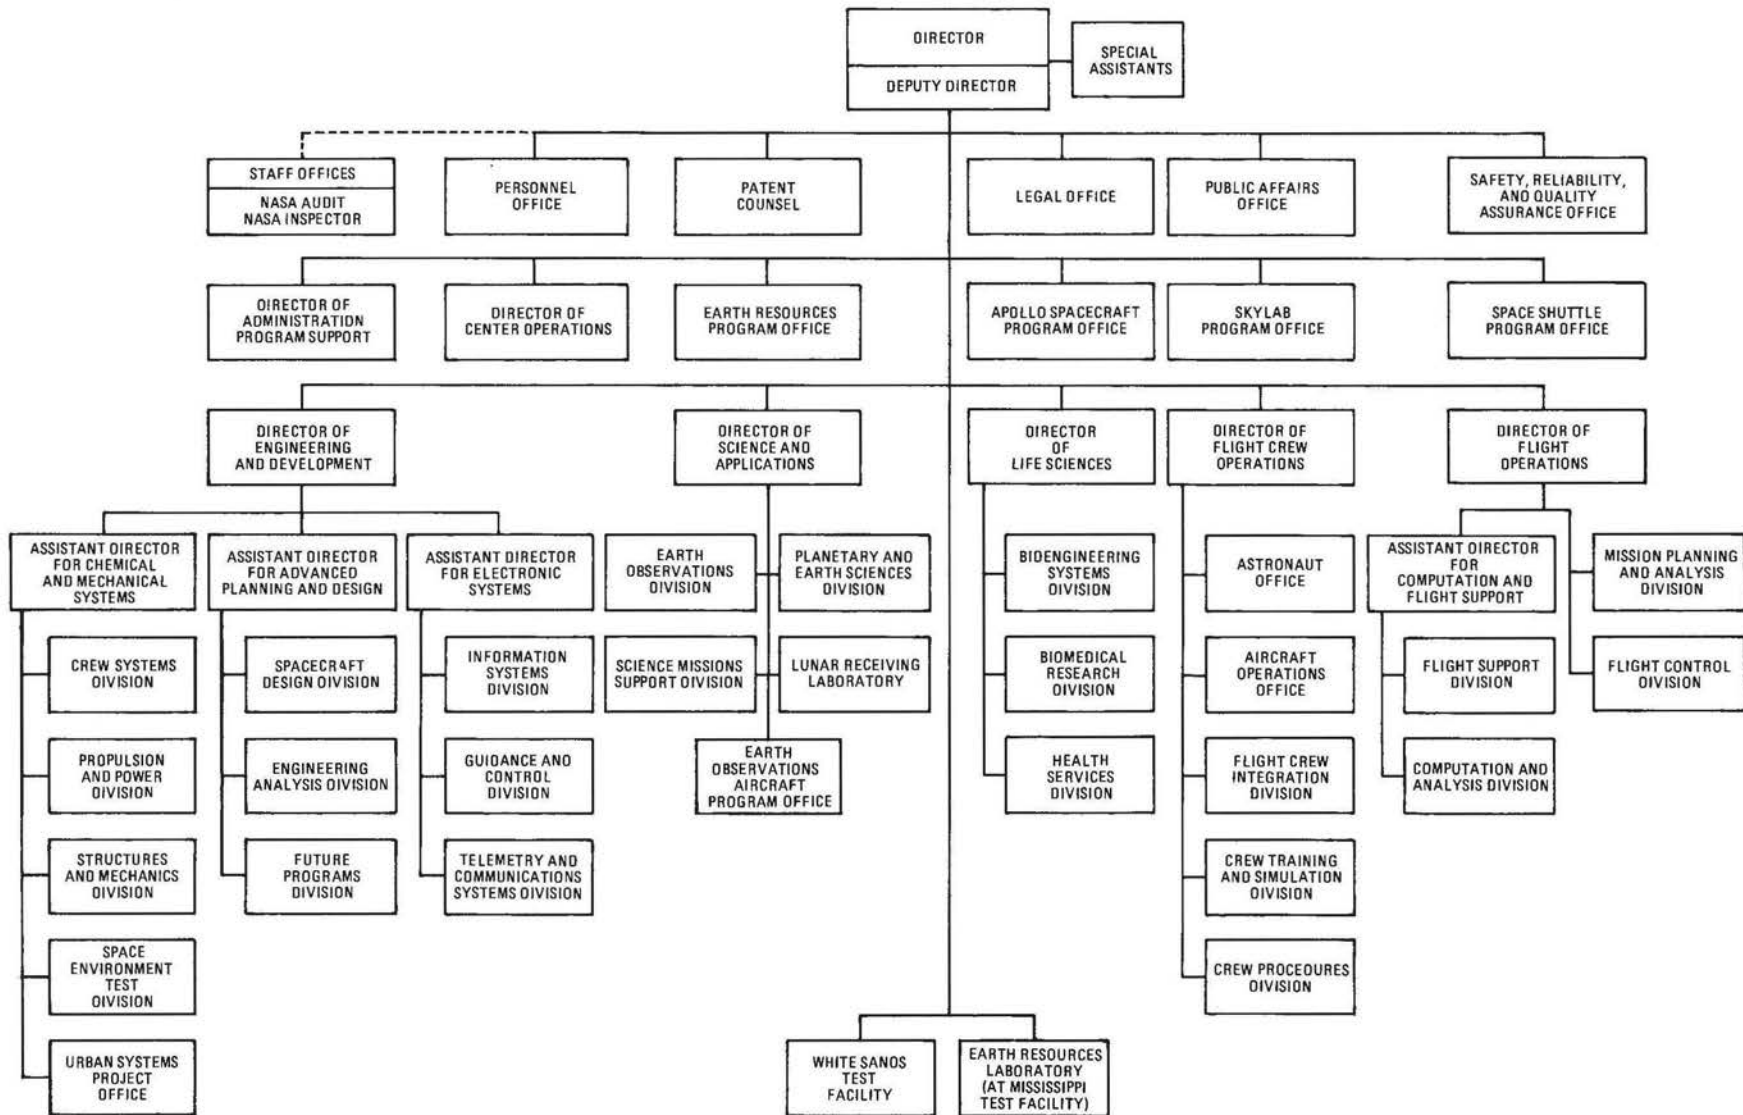 DIRECTOR
DEPUTY DIRECTOR
SPECIAL
ASSISTANTS
STAFF OFFICES
NASA AUDIT
NASA INSPECTOR
PERSONNEL
OFFICE
PATENT
COUNSEL
LEGAL OFFICE
PUBLIC AFFAIRS
OFFICE
SAFETY, RELIABILITY,
AND QUALITY
ASSURANCE OFFICE
DIRECTOR OF
ADMINISTRATION
PROGRAM SUPPORT
DIRECTOR OF
CENTER OPERATIONS
EARTH RESOURCES
PROGRAM OFFICE
APOLLO SPACECRAFT
PROGRAM OFFICE
SKYLAB
PROGRAM OFFICE
SPACE SHUTTLE
PROGRAM OFFICE
DIRECTOR OF
ENGINEERING
AND DEVELOPMENT
DIRECTOR OF
SCIENCE AND
APPLICATIONS
DIRECTOR
OF
LIFE SCIENCES
DIRECTOR OF
FLIGHT CREW
OPERATIONS
DIRECTOR OF
FLIGHT
OPERATIONS
ASSISTANT DIRECTOR
FOR CHEMICAL
AND MECHANICAL
SYSTEMS
ASSISTANT DIRECTOR
FOR ADVANCED
PLANNING AND DESIGN
ASSISTANT DIRECTOR
FOR ELECTRONIC
SYSTEMS
EARTH
OBSERVATIONS
DIVISION
PLANETARY AND
EARTH SCIENCES
DIVISION
BIOENGINEERING
SYSTEMS
DIVISION
ASTRONAUT
OFFICE
ASSISTANT DIRECTOR
FOR
COMPUTATION AND
FLIGHT SUPPORT
MISSION PLANNING
AND ANALYSIS
DIVISION
CREW SYSTEMS
DIVISION
SPACECRAFT
DESIGN DIVISION
INFORMATION
SYSTEMS
DIVISION
SCIENCE MISSIONS
SUPPORT DIVISION
LUNAR RECEIVING
LABORATORY
BIOMEDICAL
RESEARCH
DIVISION
AIRCRAFT
OPERATIONS
OFFICE
FLIGHT SUPPORT
DIVISION
FLIGHT CONTROL
DIVISION
PROPULSION
AND POWER
DIVISION
ENGINEERING
ANALYSIS DIVISION
GUIDANCE AND
CONTROL
DIVISION
EARTH
OBSERVATIONS
AIRCRAFT
PROGRAM OFFICE
HEALTH
SERVICES
DIVISION
FLIGHT CREW
INTEGRATION
DIVISION
COMPUTATION AND
ANALYSIS DIVISION
STRUCTURES
AND MECHANICS
DIVISION
FUTURE
PROGRAMS
DIVISION
TELEMETRY AND
COMMUNICATIONS
SYSTEMS DIVISION
CREW TRAINING
AND SIMULATION
DIVISION
SPACE
ENVIRONMENT
TEST
DIVISION
CREW PROCEDURES
DIVISION
URBAN SYSTEMS
PROJECT
OFFICE
WHITE SANDS
TEST
FACILITY
EARTH RESOURCES
LABORATORY
(AT MISSISSIPPI
TEST FACILITY)